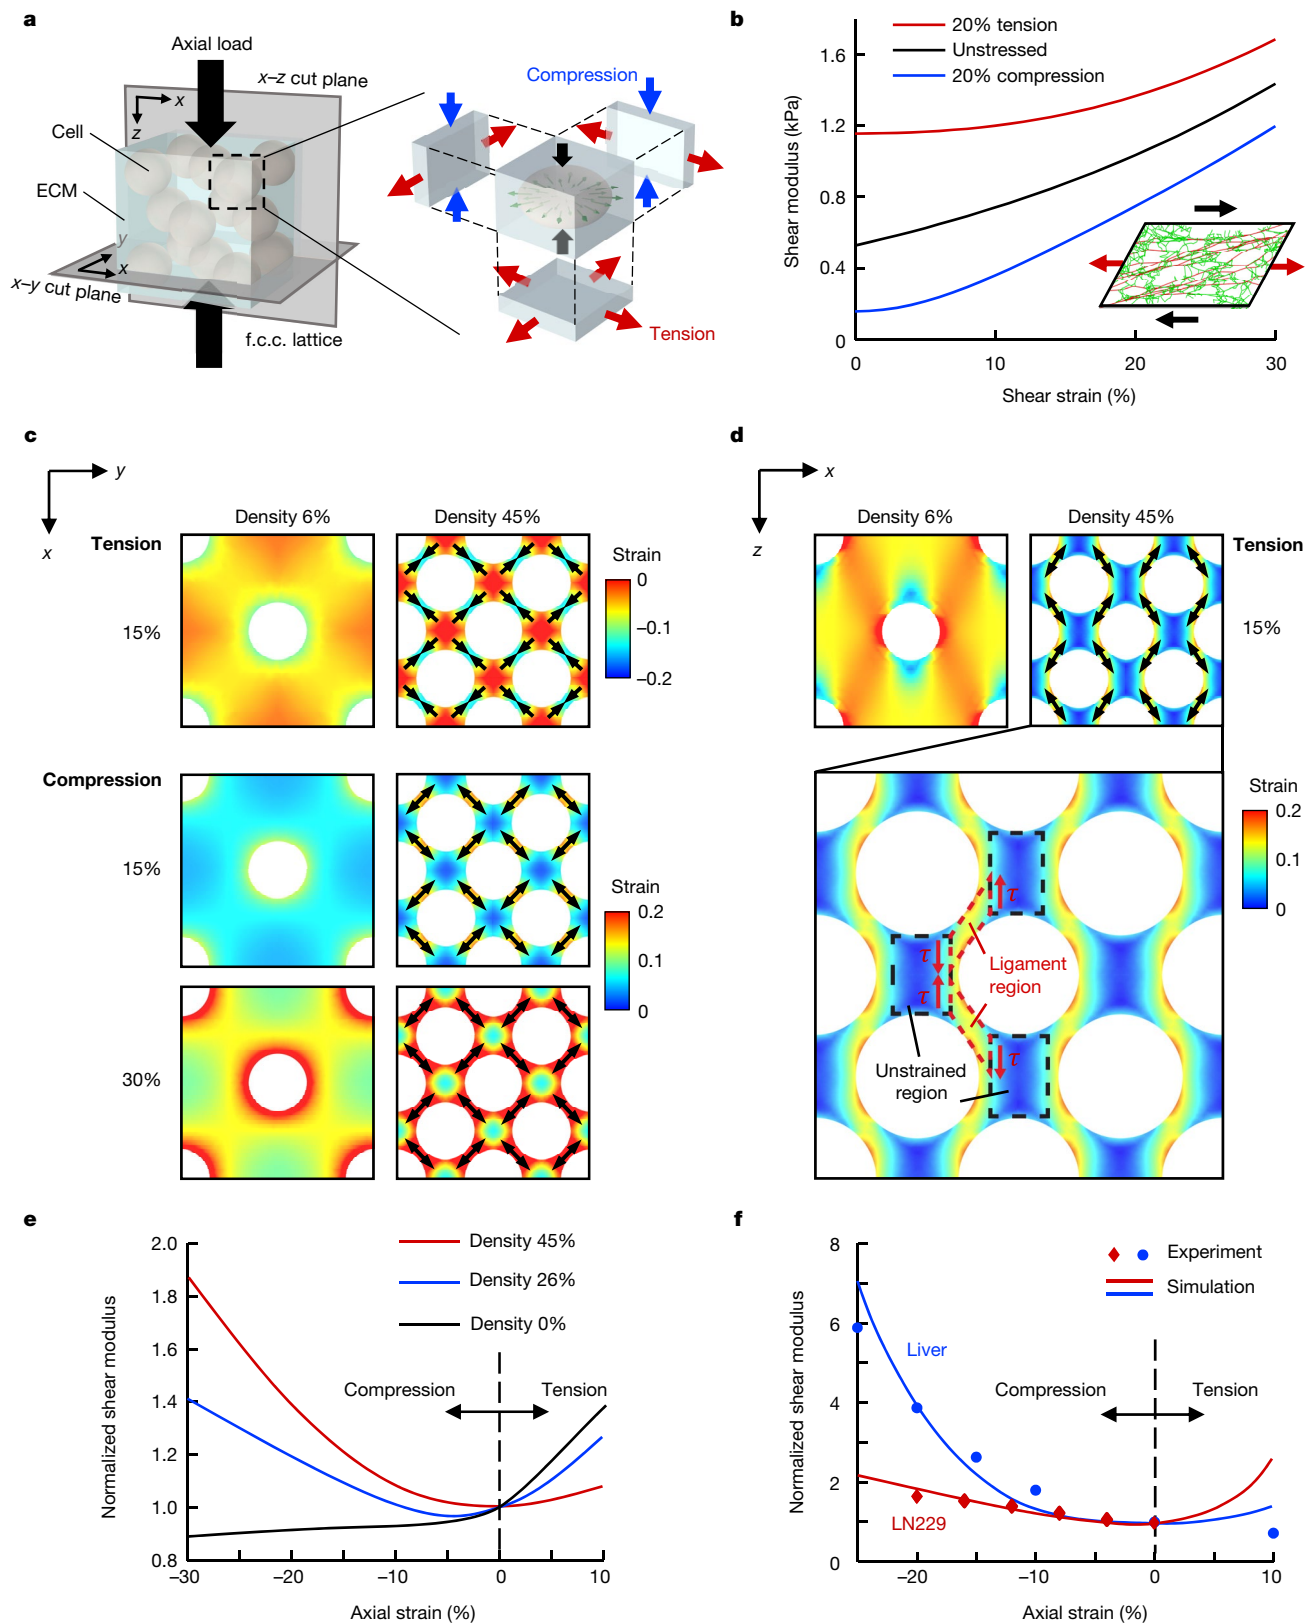 a
Axial load
x–z cut plane
x
z
Cell
ECM
y
x
x–y cut plane
f.c.c. lattice
Compression
Tension
b
20% tension
Unstressed
20% compression
Shear modulus (kPa)
1.6
1.2
0.8
0.4
0
0
10
20
30
Shear strain (%)
c
y
x
Density 6%
Density 45%
Tension
15%
Strain
0
–0.1
–0.2
Compression
15%
30%
Strain
0.2
0.1
0
d
x
z
Density 6%
Density 45%
Tension
15%
Strain
0.2
0.1
0
τ
τ
τ
τ
Ligament
region
Unstrained
region
e
Normalized shear modulus
2.0
1.8
1.6
1.4
1.2
1.0
0.8
Density 45%
Density 26%
Density 0%
Compression
Tension
–30
–20
–10
0
10
Axial strain (%)
f
Normalized shear modulus
8
6
4
2
0
Experiment
Simulation
Liver
LN229
Compression
Tension
–20
–10
0
10
Axial strain (%)